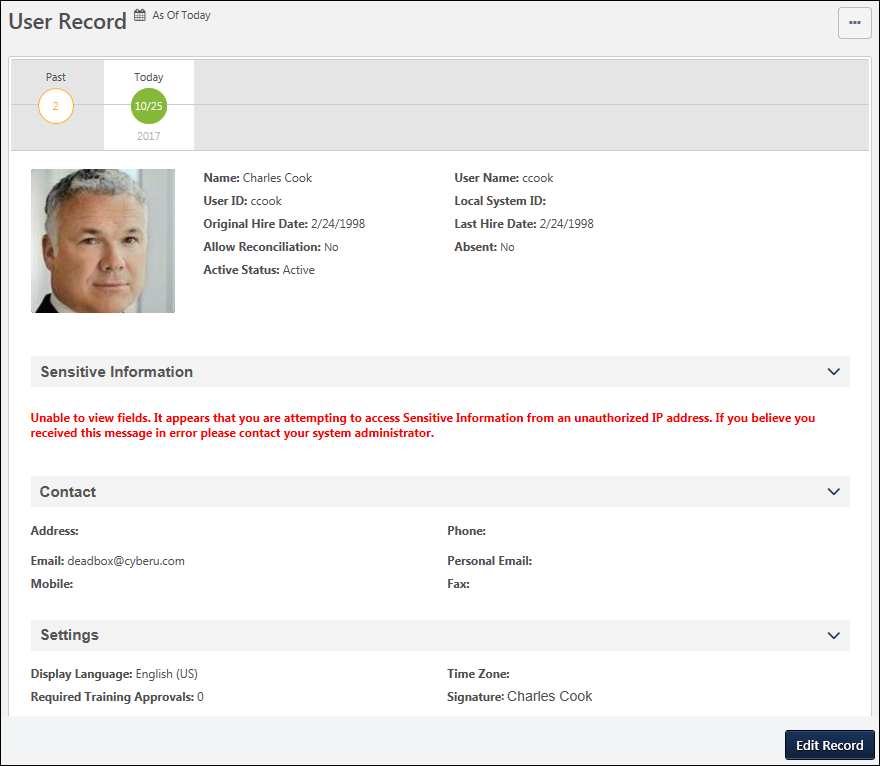 User Record As Of Today
...
Past Today
2 10/25
2017
Name: Charles Cook User Name: ccook
User ID: ccook Local System ID:
Original Hire Date: 2/24/1998 Last Hire Date: 2/24/1998
Allow Reconciliation: No Absent: No
Active Status: Active
Sensitive Information
Unable to view fields. It appears that you are attempting to access Sensitive Information from an unauthorized IP address. If you believe you
received this message in error please contact your system administrator.
Contact
Address: Phone:
Email: deadbox@cyberu.com Personal Email:
Mobile: Fax:
Settings
Display Language: English (US) Time Zone:
Required Training Approvals: 0 Signature: Charles Cook
Edit Record